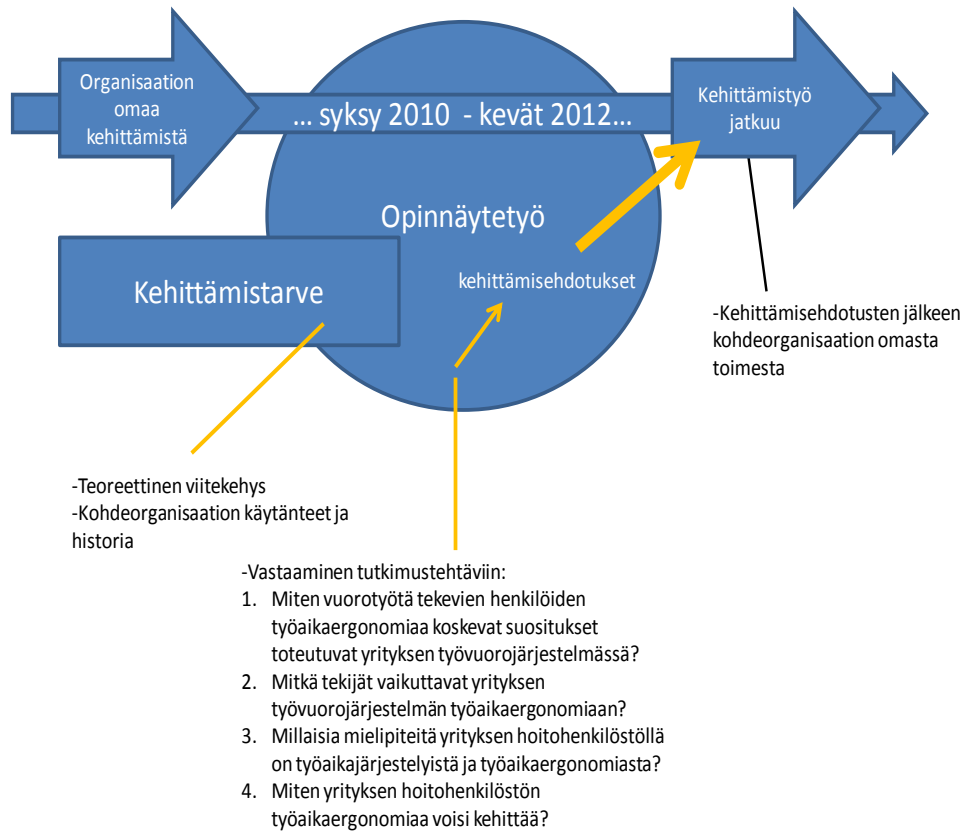 Organisaation
omaa
kehittämistä
... syksy 2010 - kevät 2012...
Kehittämistyö
jatkuu
Opinnäytetyö
Kehittämistarve
kehittämisehdotukset
-Kehittämisehdotusten jälkeen
kohdeorganisaation omasta
toimesta
-Teoreettinen viitekehys
-Kohdeorganisaation käytänteet ja
historia
-Vastaaminen tutkimustehtäviin:
1. Miten vuorotyötä tekevien henkilöiden
työaikaergonomiaa koskevat suositukset
toteutuvat yrityksen työvuorojärjestelmässä?
2. Mitkä tekijät vaikuttavat yrityksen
työvuorojärjestelmän työaikaergonomiaan?
3. Millaisia mielipiteitä yrityksen hoitohenkilöstöllä
on työaikajärjestelyistä ja työaikaergonomiasta?
4. Miten yrityksen hoitohenkilöstön
työaikaergonomiaa voisi kehittää?